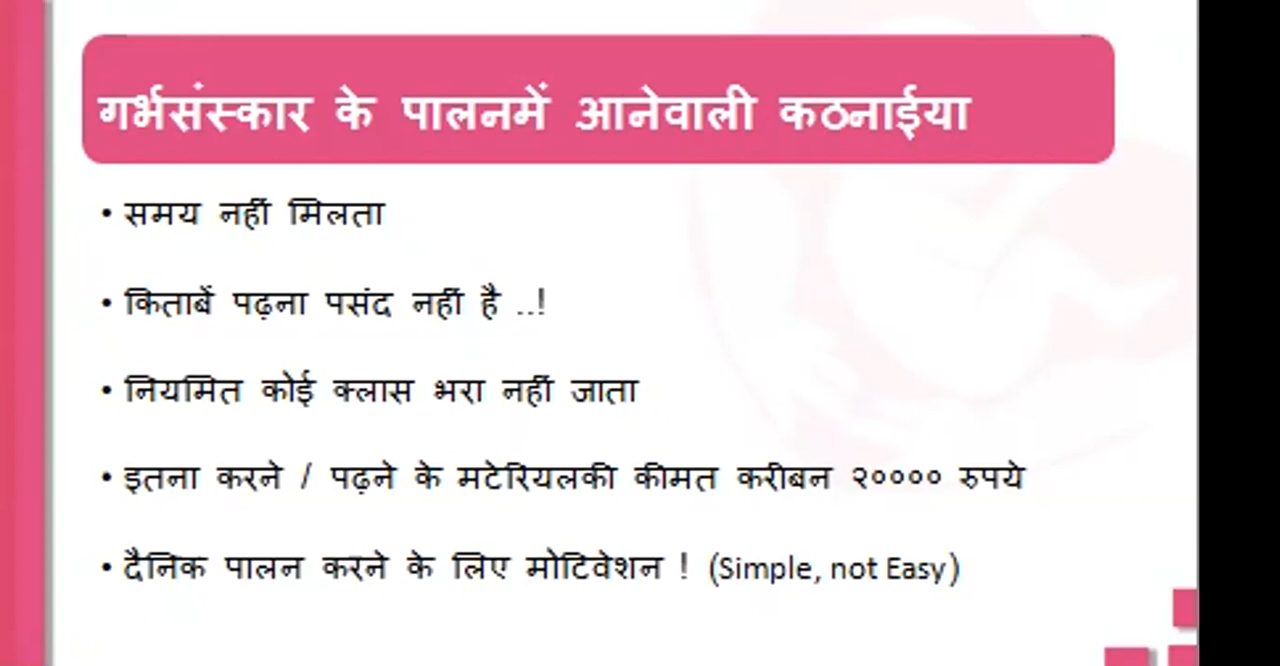 गर्भसंस्कार के पालनमें आनेवाली कठनाईया
• समय नहीं मिलता
• किताबें पढ़ना पसंद नहीं है ..!
• नियमित कोई क्लास भरा नहीं जाता
• इतना करने / पढ़ने के मटेरियलकी कीमत करीबन २०००० रुपये
• दैनिक पालन करने के लिए मोटिवेशन ! (Simple, not Easy)